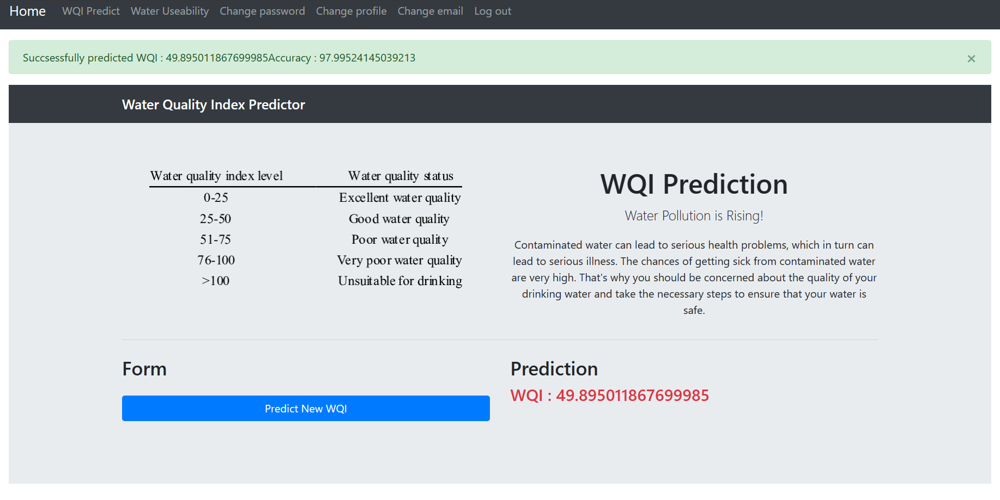 Home WQI Predict Water Useability Change password Change profile Change email Log out
Succsessfully predicted WQI : 49.895011867699985Accuracy : 97.99524145039213 ×
Water Quality Index Predictor
Water quality index level Water quality status
0-25 Excellent water quality
25-50 Good water quality
51-75 Poor water quality
76-100 Very poor water quality
>100 Unsuitable for drinking
WQI Prediction
Water Pollution is Rising!
Contaminated water can lead to serious health problems, which in turn can
lead to serious illness. The chances of getting sick from contaminated water
are very high. That's why you should be concerned about the quality of your
drinking water and take the necessary steps to ensure that your water is
safe.
Form
Predict New WQI
Prediction
WQI : 49.895011867699985